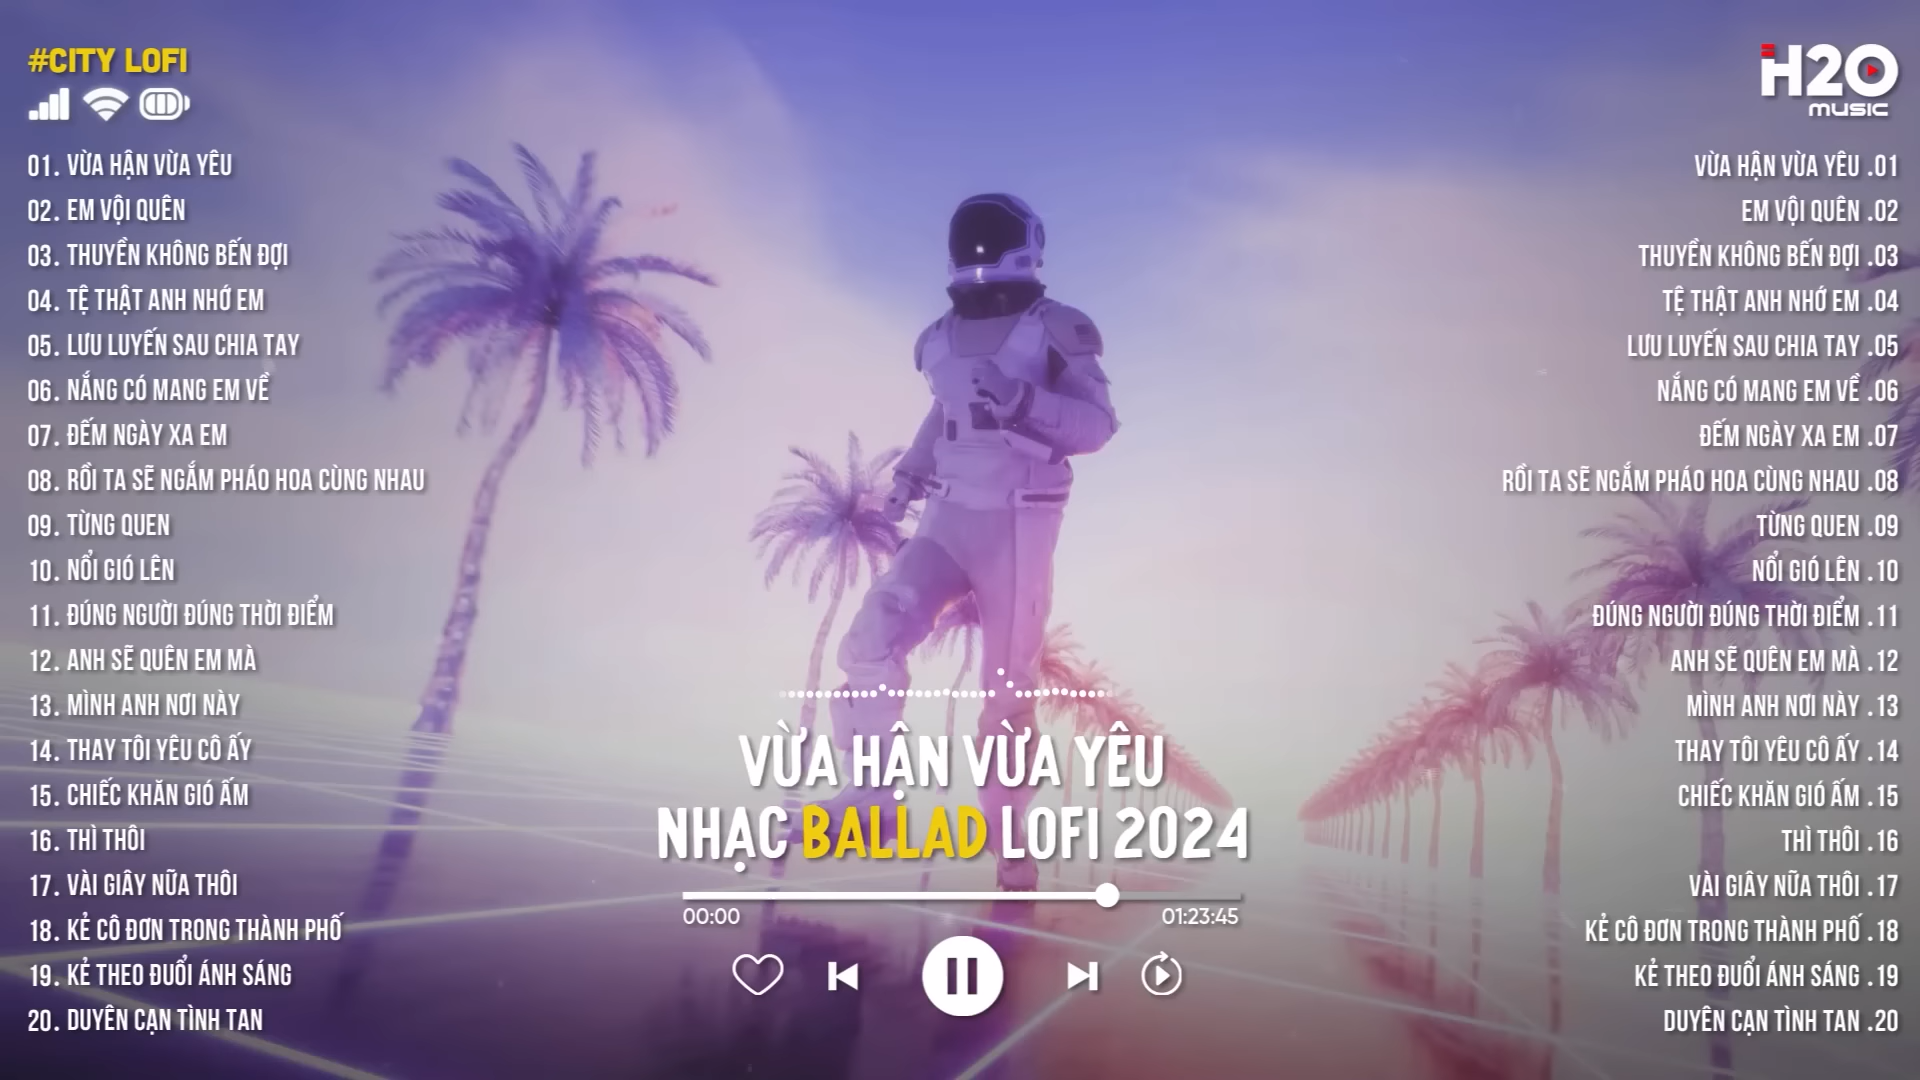 #CITY LOFI
01. VỪA HẬN VỪA YÊU
02. EM VỘI QUÊN
03. THUYỀN KHÔNG BẾN ĐỢI
04. TỆ THẬT ANH NHỚ EM
05. LƯU LUYẾN SAU CHIA TAY
06. NẮNG CÓ MANG EM VỀ
07. ĐẾM NGÀY XA EM
08. RỒI TA SẼ NGẮM PHÁO HOA CÙNG NHAU
09. TỪNG QUEN
10. NỔI GIÓ LÊN
11. ĐÚNG NGƯỜI ĐÚNG THỜI ĐIỂM
12. ANH SẼ QUÊN EM MÀ
13. MÌNH ANH NƠI NÀY
14. THAY TÔI YÊU CÔ ẤY
15. CHIẾC KHĂN GIÓ ẤM
16. THÌ THÔI
17. VÀI GIÂY NỮA THÔI
18. KẺ CÔ ĐƠN TRONG THÀNH PHỐ
19. KẺ THEO ĐUỔI ÁNH SÁNG
20. DUYÊN CẠN TÌNH TAN
VỪA HẬN VỪA YÊU
NHẠC BALLAD LOFI 2024
00:00
01:23:45
H2O
MUSIC
VỪA HẬN VỪA YÊU .01
EM VỘI QUÊN .02
THUYỀN KHÔNG BẾN ĐỢI .03
TỆ THẬT ANH NHỚ EM .04
LƯU LUYẾN SAU CHIA TAY .05
NẮNG CÓ MANG EM VỀ .06
ĐẾM NGÀY XA EM .07
RỒI TA SẼ NGẮM PHÁO HOA CÙNG NHAU .08
TỪNG QUEN .09
NỔI GIÓ LÊN .10
ĐÚNG NGƯỜI ĐÚNG THỜI ĐIỂM .11
ANH SẼ QUÊN EM MÀ .12
MÌNH ANH NƠI NÀY .13
THAY TÔI YÊU CÔ ẤY .14
CHIẾC KHĂN GIÓ ẤM .15
THÌ THÔI .16
VÀI GIÂY NỮA THÔI .17
KẺ CÔ ĐƠN TRONG THÀNH PHỐ .18
KẺ THEO ĐUỔI ÁNH SÁNG .19
DUYÊN CẠN TÌNH TAN .20